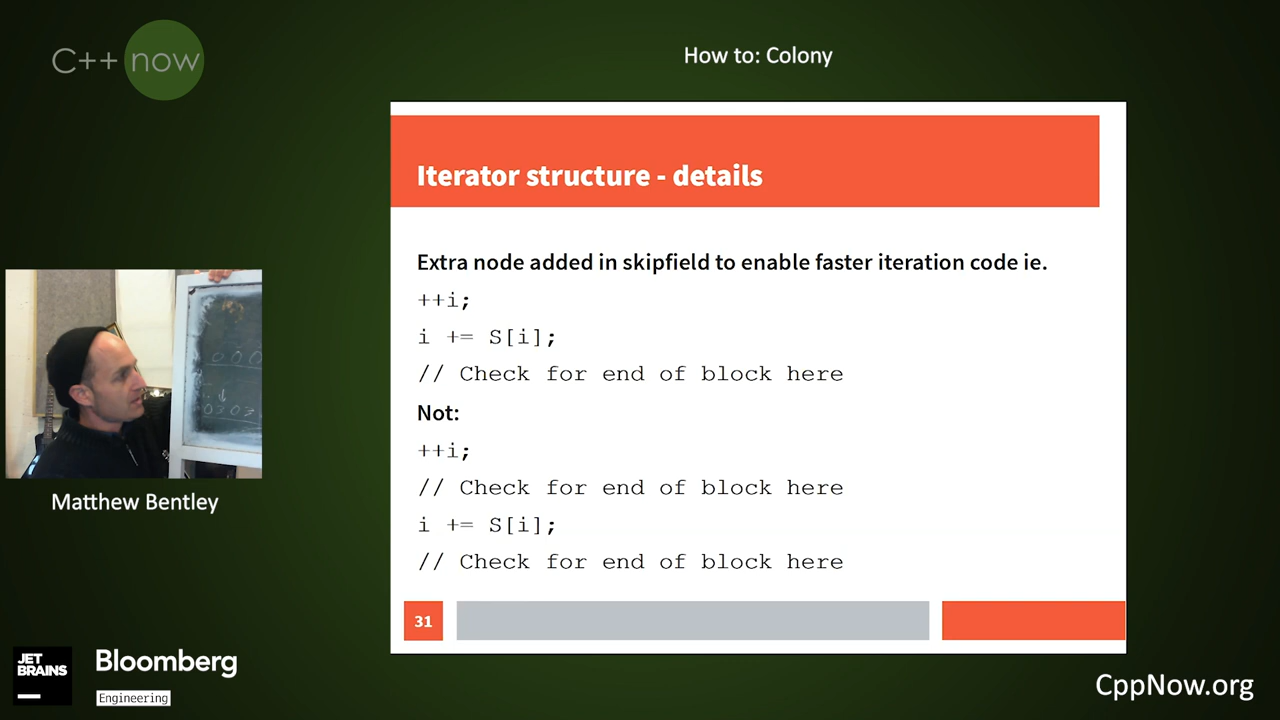 C++ now
How to: Colony
Iterator structure - details
Extra node added in skipfield to enable faster iteration code ie.
++i;
i += S[i];
// Check for end of block here
Not:
++i;
// Check for end of block here
i += S[i];
// Check for end of block here
31
Matthew Bentley
JET
BRAINS
Bloomberg
Engineering
CppNow.org